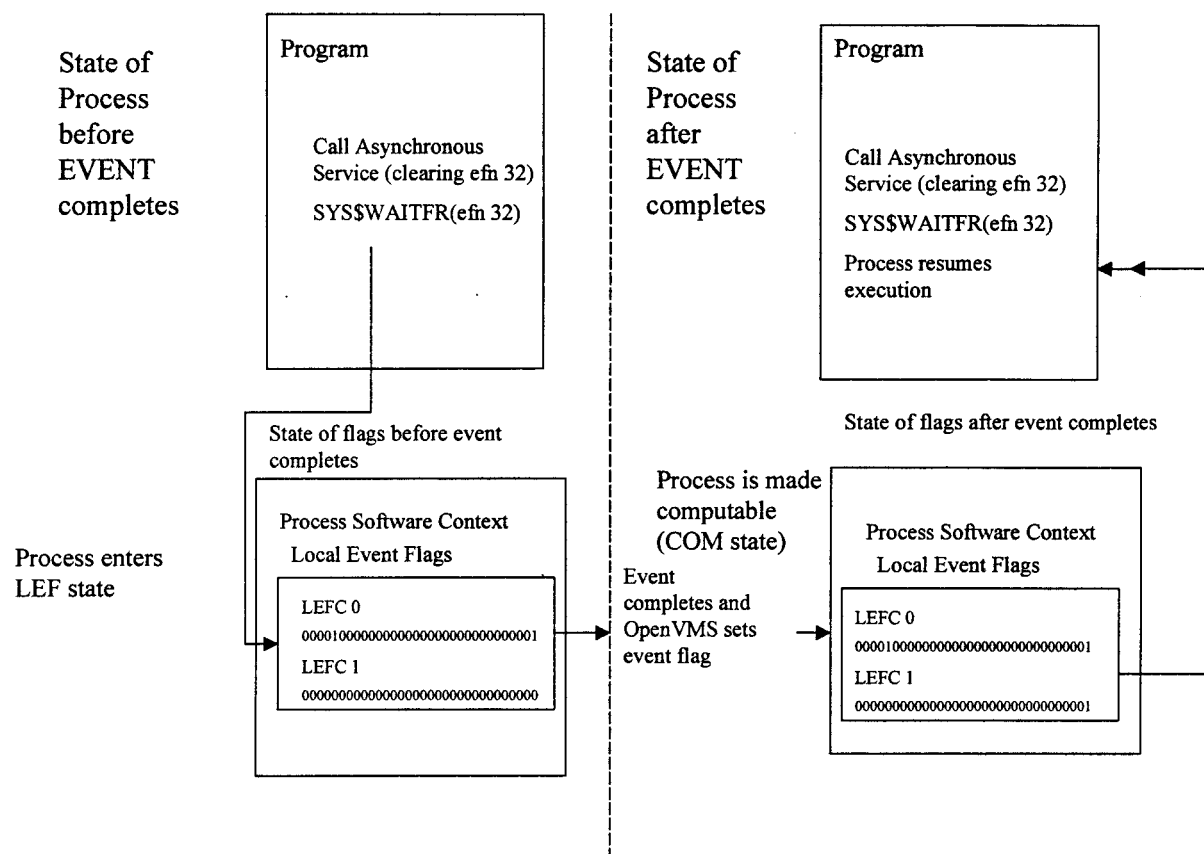 State of
Process
before
EVENT
completes
Program
Call Asynchronous
Service (clearing efn 32)
SYS$WAITFR(efn 32)
State of flags before event
completes
Process enters
LEF state
Process Software Context
Local Event Flags
LEFC 0
00001000000000000000000000000001
LEFC 1
00000000000000000000000000000000
State of
Process
after
EVENT
completes
Program
Call Asynchronous
Service (clearing efn 32)
SYS$WAITFR(efn 32)
Process resumes
execution
State of flags after event completes
Process is made
computable
(COM state)
Event
completes and
OpenVMS sets
event flag
Process Software Context
Local Event Flags
LEFC 0
00001000000000000000000000000001
LEFC 1
00000000000000000000000000000001